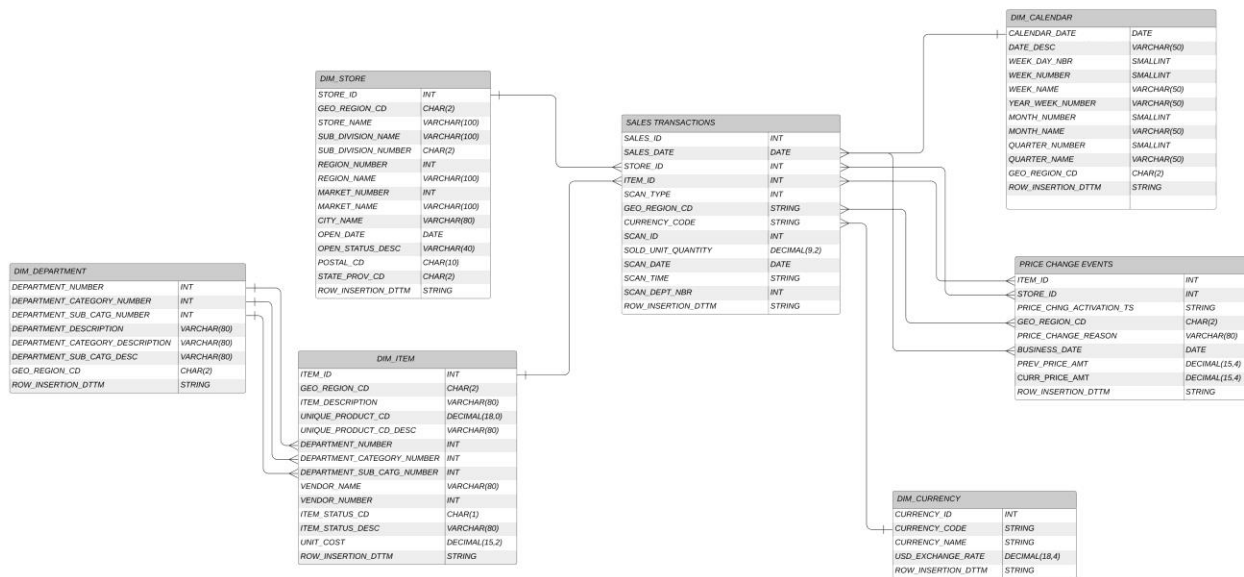 DIM_CALENDAR
CALENDAR_DATE DATE
DATE_DESC VARCHAR(50)
WEEK_DAY_NBR SMALLINT
WEEK_NUMBER SMALLINT
WEEK_NAME VARCHAR(50)
YEAR_WEEK_NUMBER VARCHAR(50)
MONTH_NUMBER SMALLINT
MONTH_NAME VARCHAR(50)
QUARTER_NUMBER SMALLINT
QUARTER_NAME VARCHAR(50)
GEO_REGION_CD CHAR(2)
ROW_INSERTION_DTTM STRING
DIM_STORE
STORE_ID INT
GEO_REGION_CD CHAR(2)
STORE_NAME VARCHAR(100)
SUB_DIVISION_NAME VARCHAR(100)
SUB_DIVISION_NUMBER CHAR(2)
REGION_NUMBER INT
REGION_NAME VARCHAR(100)
MARKET_NUMBER INT
MARKET_NAME VARCHAR(100)
CITY_NAME VARCHAR(80)
OPEN_DATE DATE
OPEN_STATUS_DESC VARCHAR(40)
POSTAL_CD CHAR(10)
STATE_PROV_CD CHAR(2)
ROW_INSERTION_DTTM STRING
SALES TRANSACTIONS
SALES_ID INT
SALES_DATE DATE
STORE_ID INT
ITEM_ID INT
SCAN_TYPE INT
GEO_REGION_CD STRING
CURRENCY_CODE STRING
SCAN_ID INT
SOLD_UNIT_QUANTITY DECIMAL(9,2)
SCAN_DATE DATE
SCAN_TIME STRING
SCAN_DEPT_NBR INT
ROW_INSERTION_DTTM STRING
DIM_DEPARTMENT
DEPARTMENT_NUMBER INT
DEPARTMENT_CATEGORY_NUMBER INT
DEPARTMENT_SUB_CATG_NUMBER INT
DEPARTMENT_DESCRIPTION VARCHAR(80)
DEPARTMENT_CATEGORY_DESCRIPTION VARCHAR(80)
DEPARTMENT_SUB_CATG_DESC VARCHAR(80)
GEO_REGION_CD CHAR(2)
ROW_INSERTION_DTTM STRING
PRICE CHANGE EVENTS
ITEM_ID INT
STORE_ID INT
PRICE_CHNG_ACTIVATION_TS STRING
GEO_REGION_CD CHAR(2)
PRICE_CHANGE_REASON VARCHAR(80)
BUSINESS_DATE DATE
PREV_PRICE_AMT DECIMAL(15,4)
CURR_PRICE_AMT DECIMAL(15,4)
ROW_INSERTION_DTTM STRING
DIM_ITEM
ITEM_ID INT
GEO_REGION_CD CHAR(2)
ITEM_DESCRIPTION VARCHAR(80)
UNIQUE_PRODUCT_CD DECIMAL(18,0)
UNIQUE_PRODUCT_CD_DESC VARCHAR(80)
DEPARTMENT_NUMBER INT
DEPARTMENT_CATEGORY_NUMBER INT
DEPARTMENT_SUB_CATG_NUMBER INT
VENDOR_NAME VARCHAR(80)
VENDOR_NUMBER INT
ITEM_STATUS_CD CHAR(1)
ITEM_STATUS_DESC VARCHAR(80)
UNIT_COST DECIMAL(15,2)
ROW_INSERTION_DTTM STRING
DIM_CURRENCY
CURRENCY_ID INT
CURRENCY_CODE STRING
CURRENCY_NAME STRING
USD_EXCHANGE_RATE DECIMAL(18,4)
ROW_INSERTION_DTTM STRING